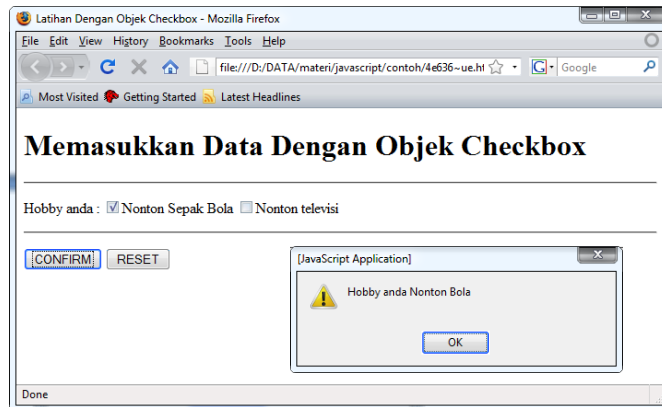 Latihan Dengan Objek Checkbox - Mozilla Firefox
File Edit View History Bookmarks Tools Help
file:///D:/DATA/materi/javascript/contoh/4e636~ue.ht
Google
Most Visited Getting Started Latest Headlines
Memasukkan Data Dengan Objek Checkbox
Hobby anda : Nonton Sepak Bola Nonton televisi
CONFIRM RESET
[JavaScript Application]
Hobby anda Nonton Bola
OK
Done